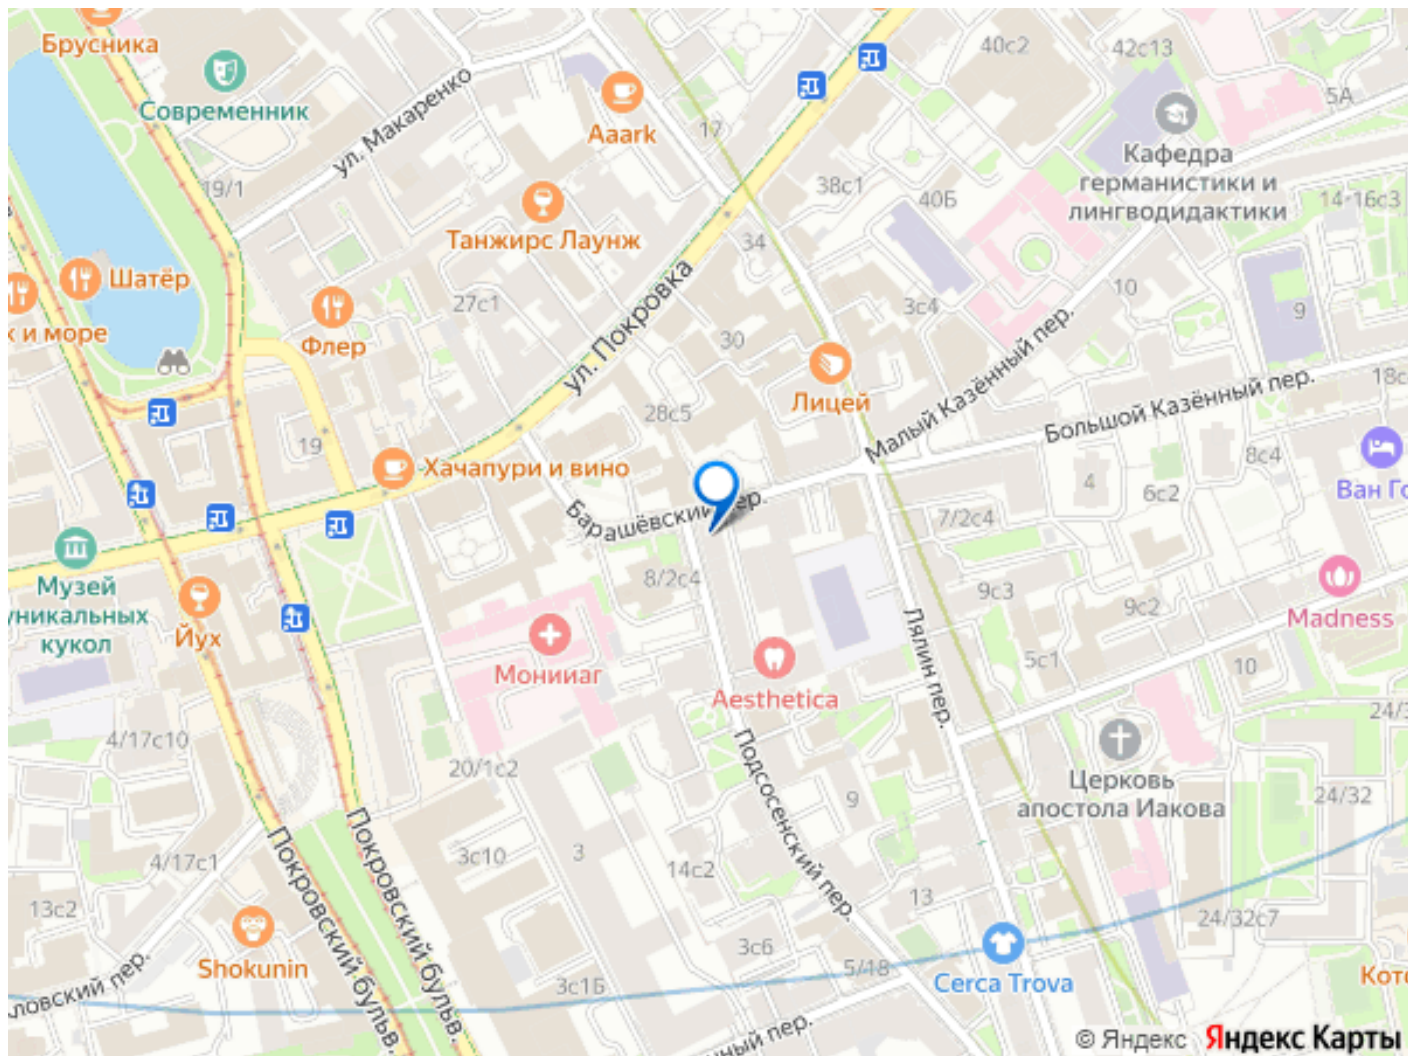 Брусника
Современник
ул. Макаренко
Aaark
17
40с2
42с13
5А
Кафедра
германистики и
лингводидактики
19/1
38с1
40Б
14-16с3
Танжирс Лаунж
34
Шатёр
27с1
ул. Покровка
3с4
10
9
и море
Флер
30
Малый Казённый пер.
Лицей
28с5
Большой Казённый пер.
18с
19
Хачапури и вино
8с4
4
6с2
Ван Го
Барашёвский пер.
7/2с4
Музей
уникальных
кукол
8/2с4
9с3
9с2
Madness
Йух
Монииаг
Лялин пер.
5с1
10
Aesthetica
24/3
4/17с10
20/1с2
Подсосенский пер.
Церковь
апостола Иакова
9
24/32
Покровский бульв.
Покровский бульв.
4/17с1
3с10
3
14с2
13с2
13
24/32с7
Shokunin
3с6
5/18
Cerca Trova
Кото
ловский пер.
3с1Б
ный пер.
© Яндекс Яндекс Карты